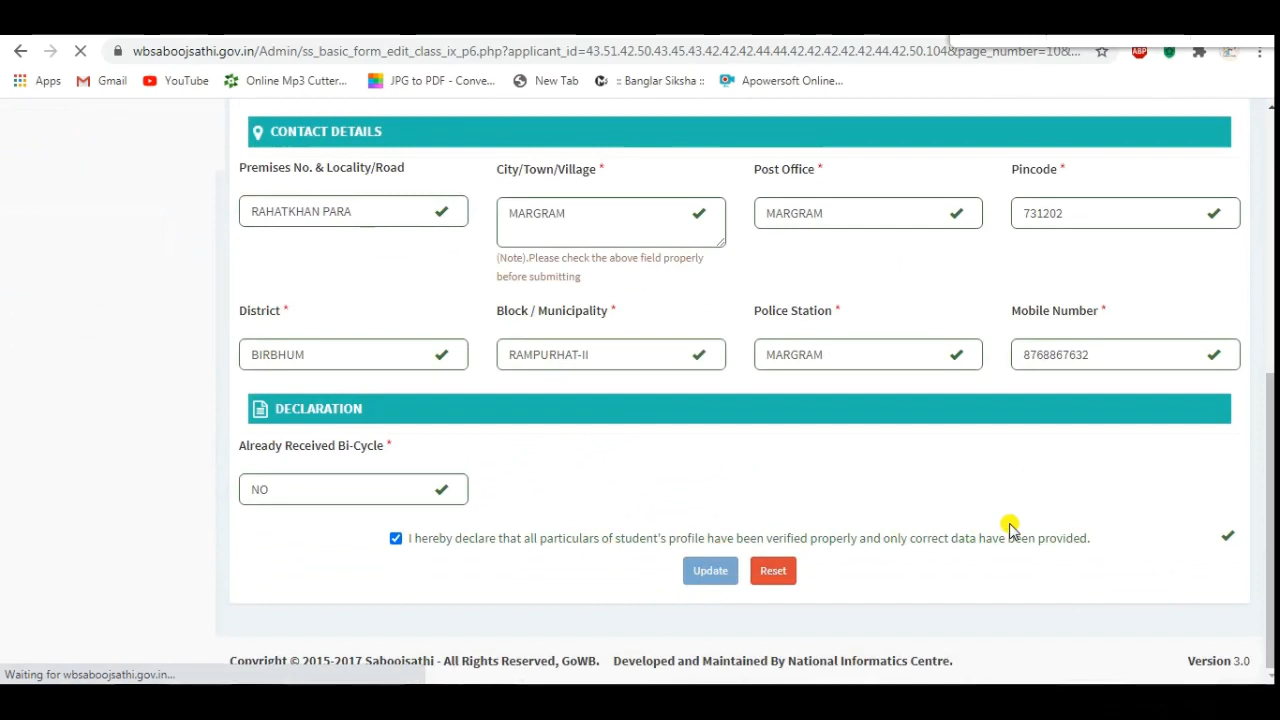 wbsaboojsathi.gov.in/Admin/ss_basic_form_edit_class_ix_p6.php?applicant_id=43.51.42.50.43.45.43.42.42.42.44.44.42.42.42.42.42.44.42.50.104&page_number=10&...
ABP
Apps Gmail YouTube Online Mp3 Cutter... JPG to PDF - Conve... New Tab :: Banglar Siksha :: Apowersoft Online...
CONTACT DETAILS
Premises No. & Locality/Road City/Town/Village * Post Office * Pincode *
RAHATKHAN PARA MARGRAM MARGRAM 731202
(Note).Please check the above field properly
before submitting
District * Block / Municipality * Police Station * Mobile Number *
BIRBHUM RAMPURHAT-II MARGRAM 8768867632
DECLARATION
Already Received Bi-Cycle *
NO
I hereby declare that all particulars of student's profile have been verified properly and only correct data have been provided.
Update Reset
Copyright © 2015-2017 Saboojsathi - All Rights Reserved, GoWB. Developed and Maintained By National Informatics Centre. Version 3.0
Waiting for wbsaboojsathi.gov.in...